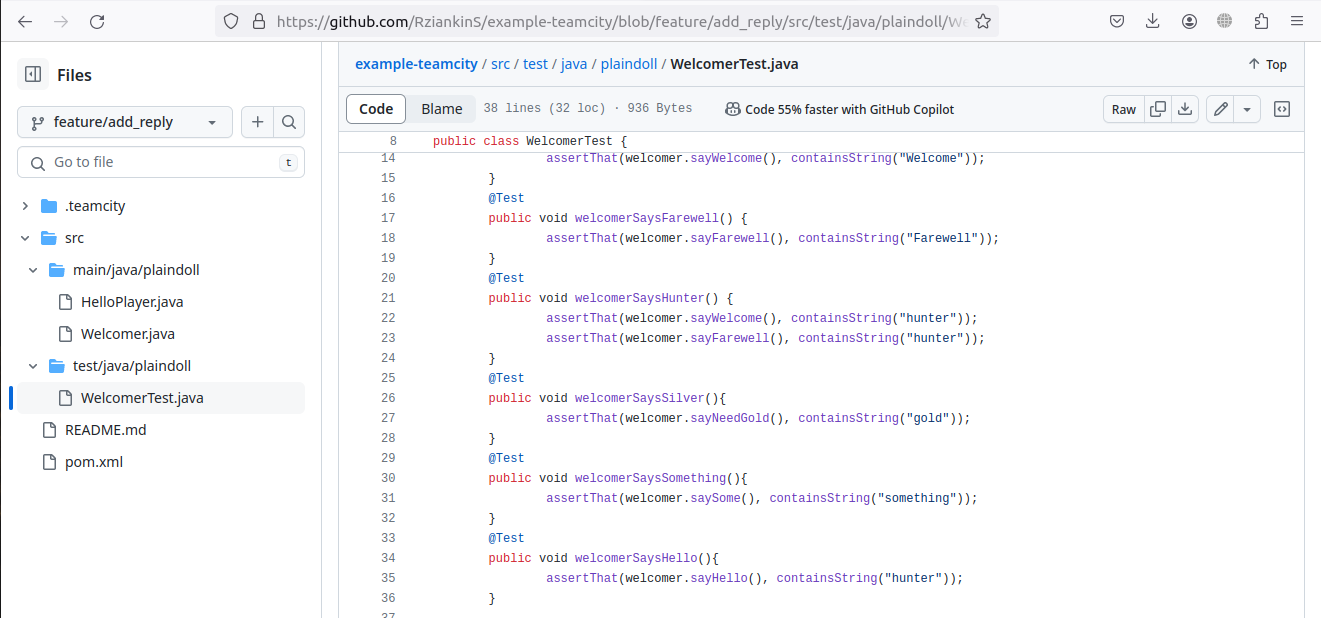 https://github.com/RziankinS/example-teamcity/blob/feature/add_reply/src/test/java/plaindoll/We
Files
feature/add_reply
Go to file
t
.teamcity
src
main/java/plaindoll
HelloPlayer.java
Welcomer.java
test/java/plaindoll
WelcomerTest.java
README.md
pom.xml
example-teamcity / src / test / java / plaindoll / WelcomerTest.java
Top
Code Blame 38 lines (32 loc) · 936 Bytes Code 55% faster with GitHub Copilot Raw
8 public class WelcomerTest {
14 assertThat(welcomer.sayWelcome(), containsString("Welcome"));
15 }
16 @Test
17 public void welcomerSaysFarewell() {
18 assertThat(welcomer.sayFarewell(), containsString("Farewell"));
19 }
20 @Test
21 public void welcomerSaysHunter() {
22 assertThat(welcomer.sayWelcome(), containsString("hunter"));
23 assertThat(welcomer.sayFarewell(), containsString("hunter"));
24 }
25 @Test
26 public void welcomerSaysSilver(){
27 assertThat(welcomer.sayNeedGold(), containsString("gold"));
28 }
29 @Test
30 public void welcomerSaysSomething(){
31 assertThat(welcomer.saySome(), containsString("something"));
32 }
33 @Test
34 public void welcomerSaysHello(){
35 assertThat(welcomer.sayHello(), containsString("hunter"));
36 }
37